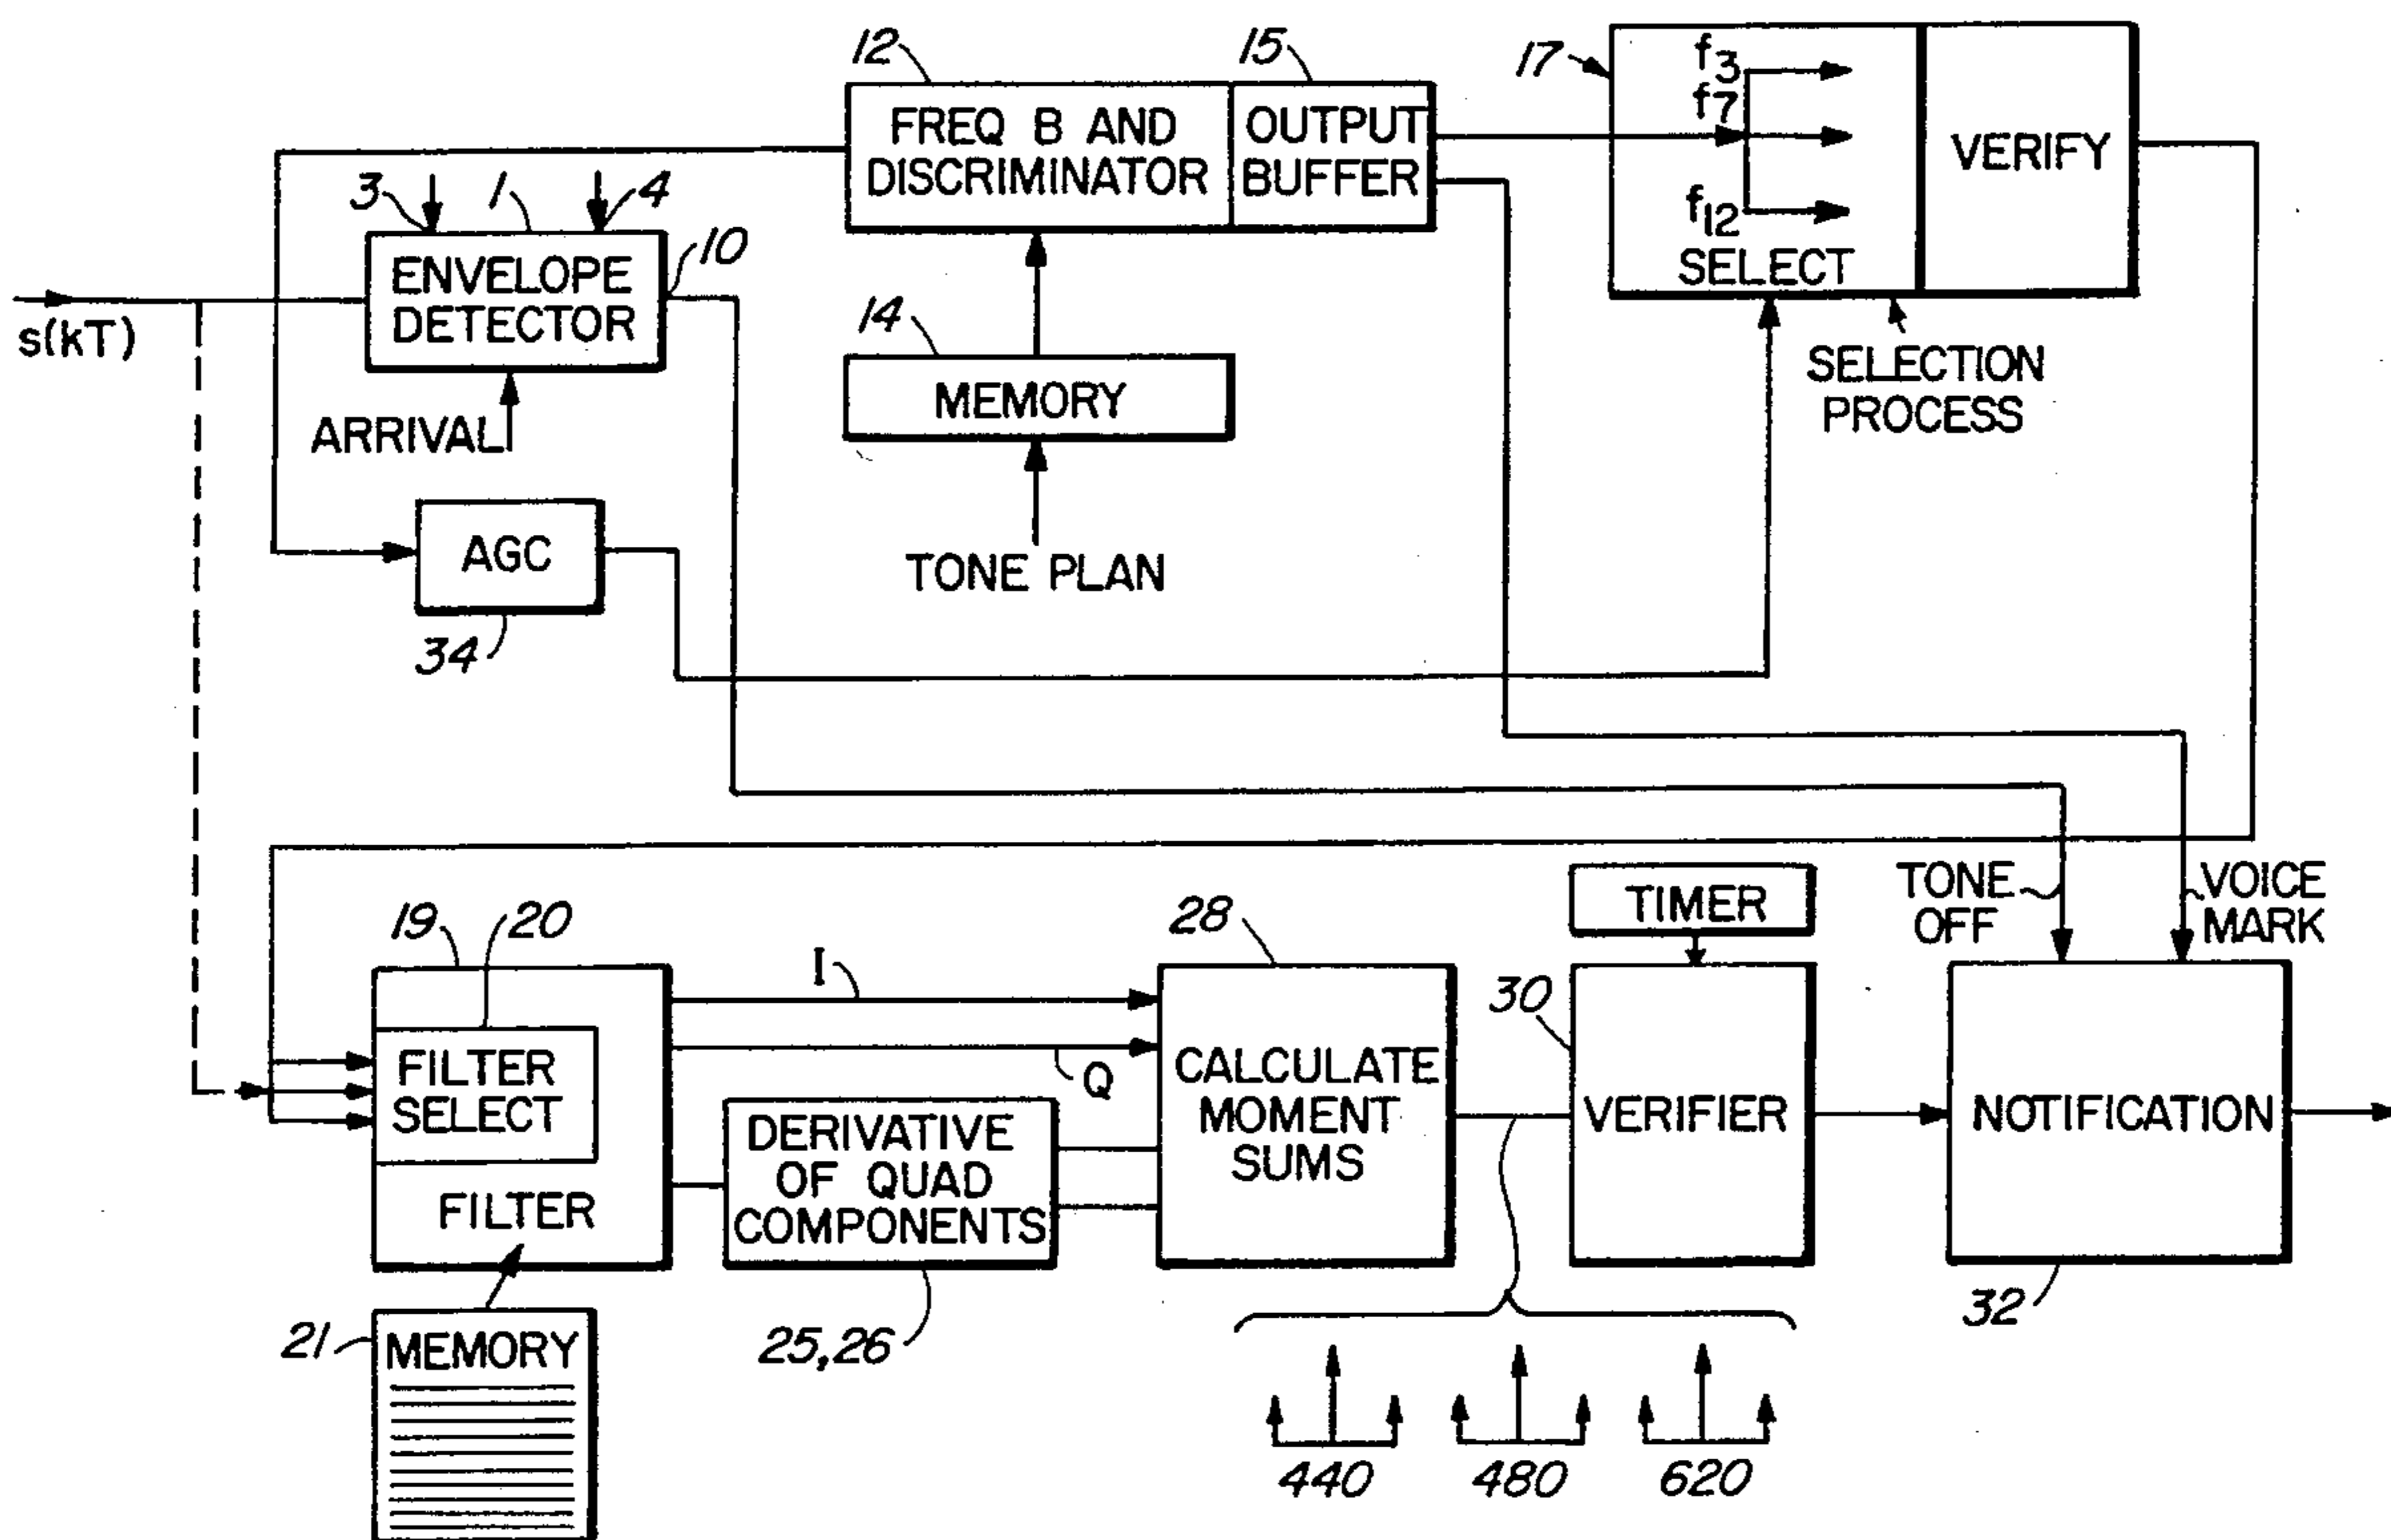 12
15
17
FREQ B AND
DISCRIMINATOR
OUTPUT
BUFFER
f3
f7
f12
SELECT
VERIFY
3
1
4
10
ENVELOPE
DETECTOR
s(kT)
ARRIVAL
14
MEMORY
TONE PLAN
SELECTION
PROCESS
AGC
34
TONE
OFF
VOICE
MARK
TIMER
19
20
I
Q
28
30
FILTER
SELECT
FILTER
DERIVATIVE
OF QUAD
COMPONENTS
CALCULATE
MOMENT
SUMS
VERIFIER
NOTIFICATION
21
MEMORY
25,26
32
440
480
620